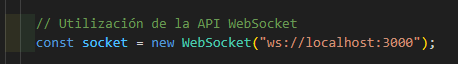 // Utilización de la API WebSocket
const socket = new WebSocket("ws://localhost:3000");